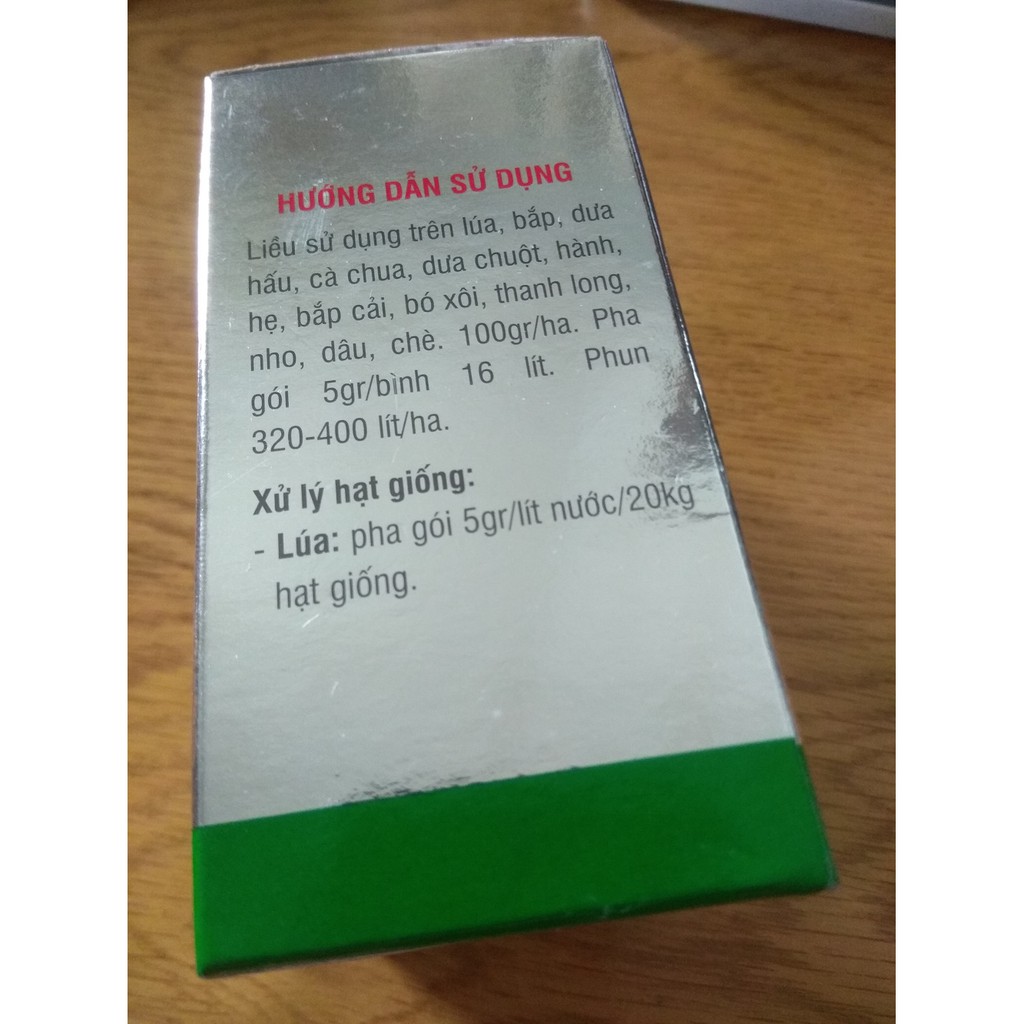 HƯỚNG DẪN SỬ DỤNG
Liều sử dụng trên lúa, bắp, dưa
hấu, cà chua, dưa chuột, hành,
hẹ, bắp cải, bó xôi, thanh long,
nho, dâu, chè. 100gr/ha. Pha
gói 5gr/bình 16 lít. Phun
320-400 lít/ha.
Xử lý hạt giống:
- Lúa: pha gói 5gr/lít nước/20kg
hạt giống.